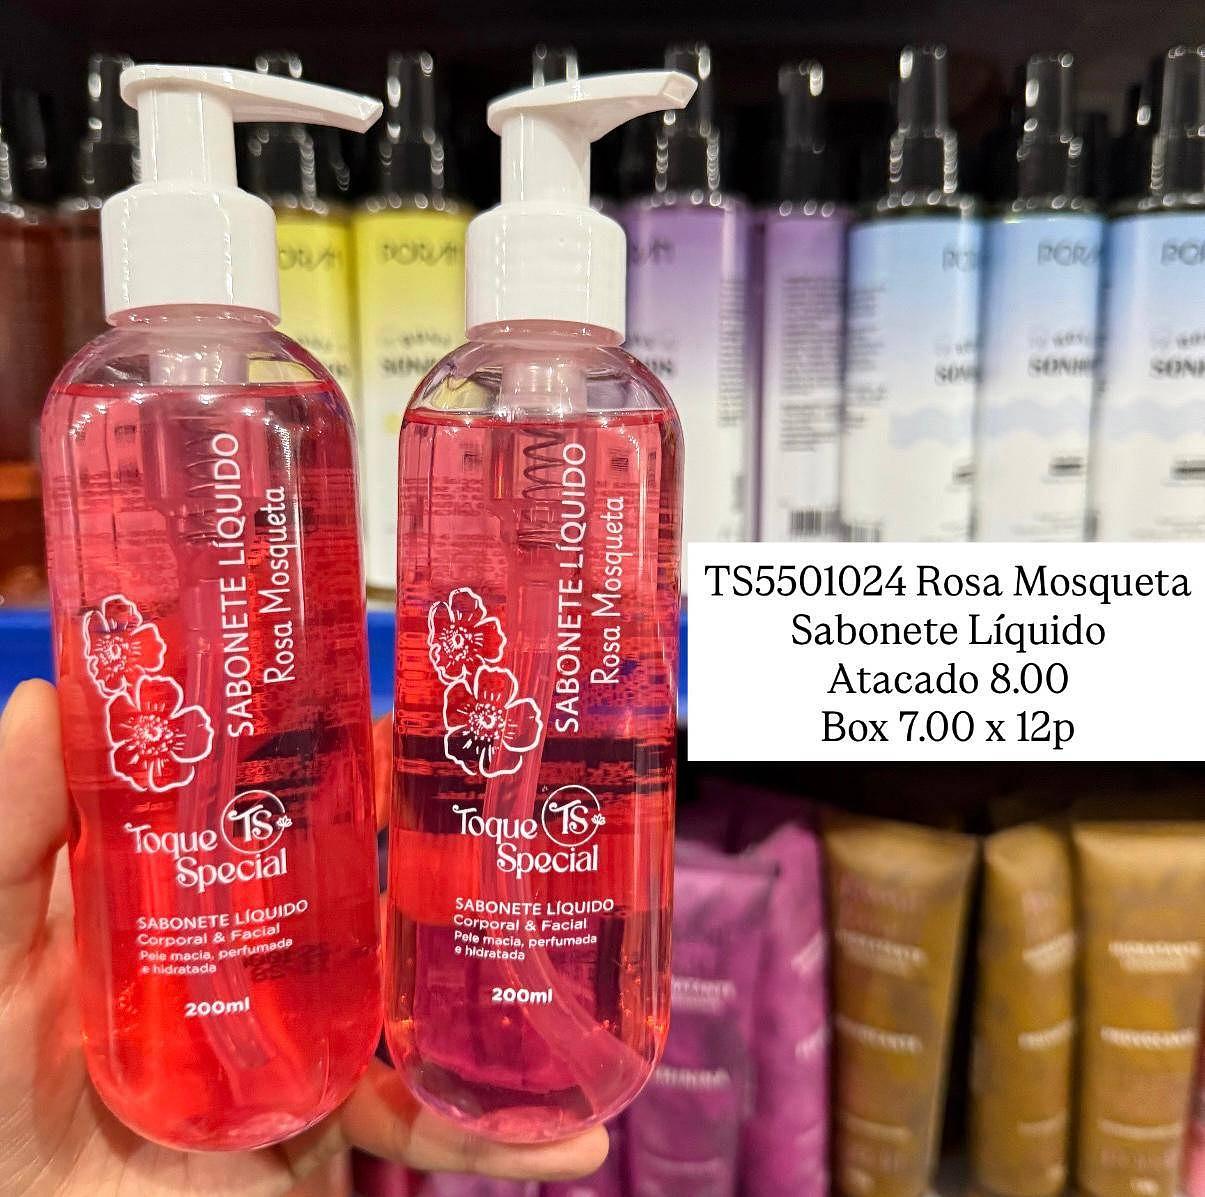 SABONETE LÍQUIDO
Rosa Mosqueta
Toque TS
Special
SABONETE LÍQUIDO
Corporal & Facial
Pele macia, perfumada
e hidratada
200ml
SABONETE LÍQUIDO
Rosa Mosqueta
Toque TS
Special
SABONETE LÍQUIDO
Corporal & Facial
Pele macia, perfumada
e hidratada
200ml
TS5501024 Rosa Mosqueta
Sabonete Líquido
Atacado 8.00
Box 7.00 x 12p